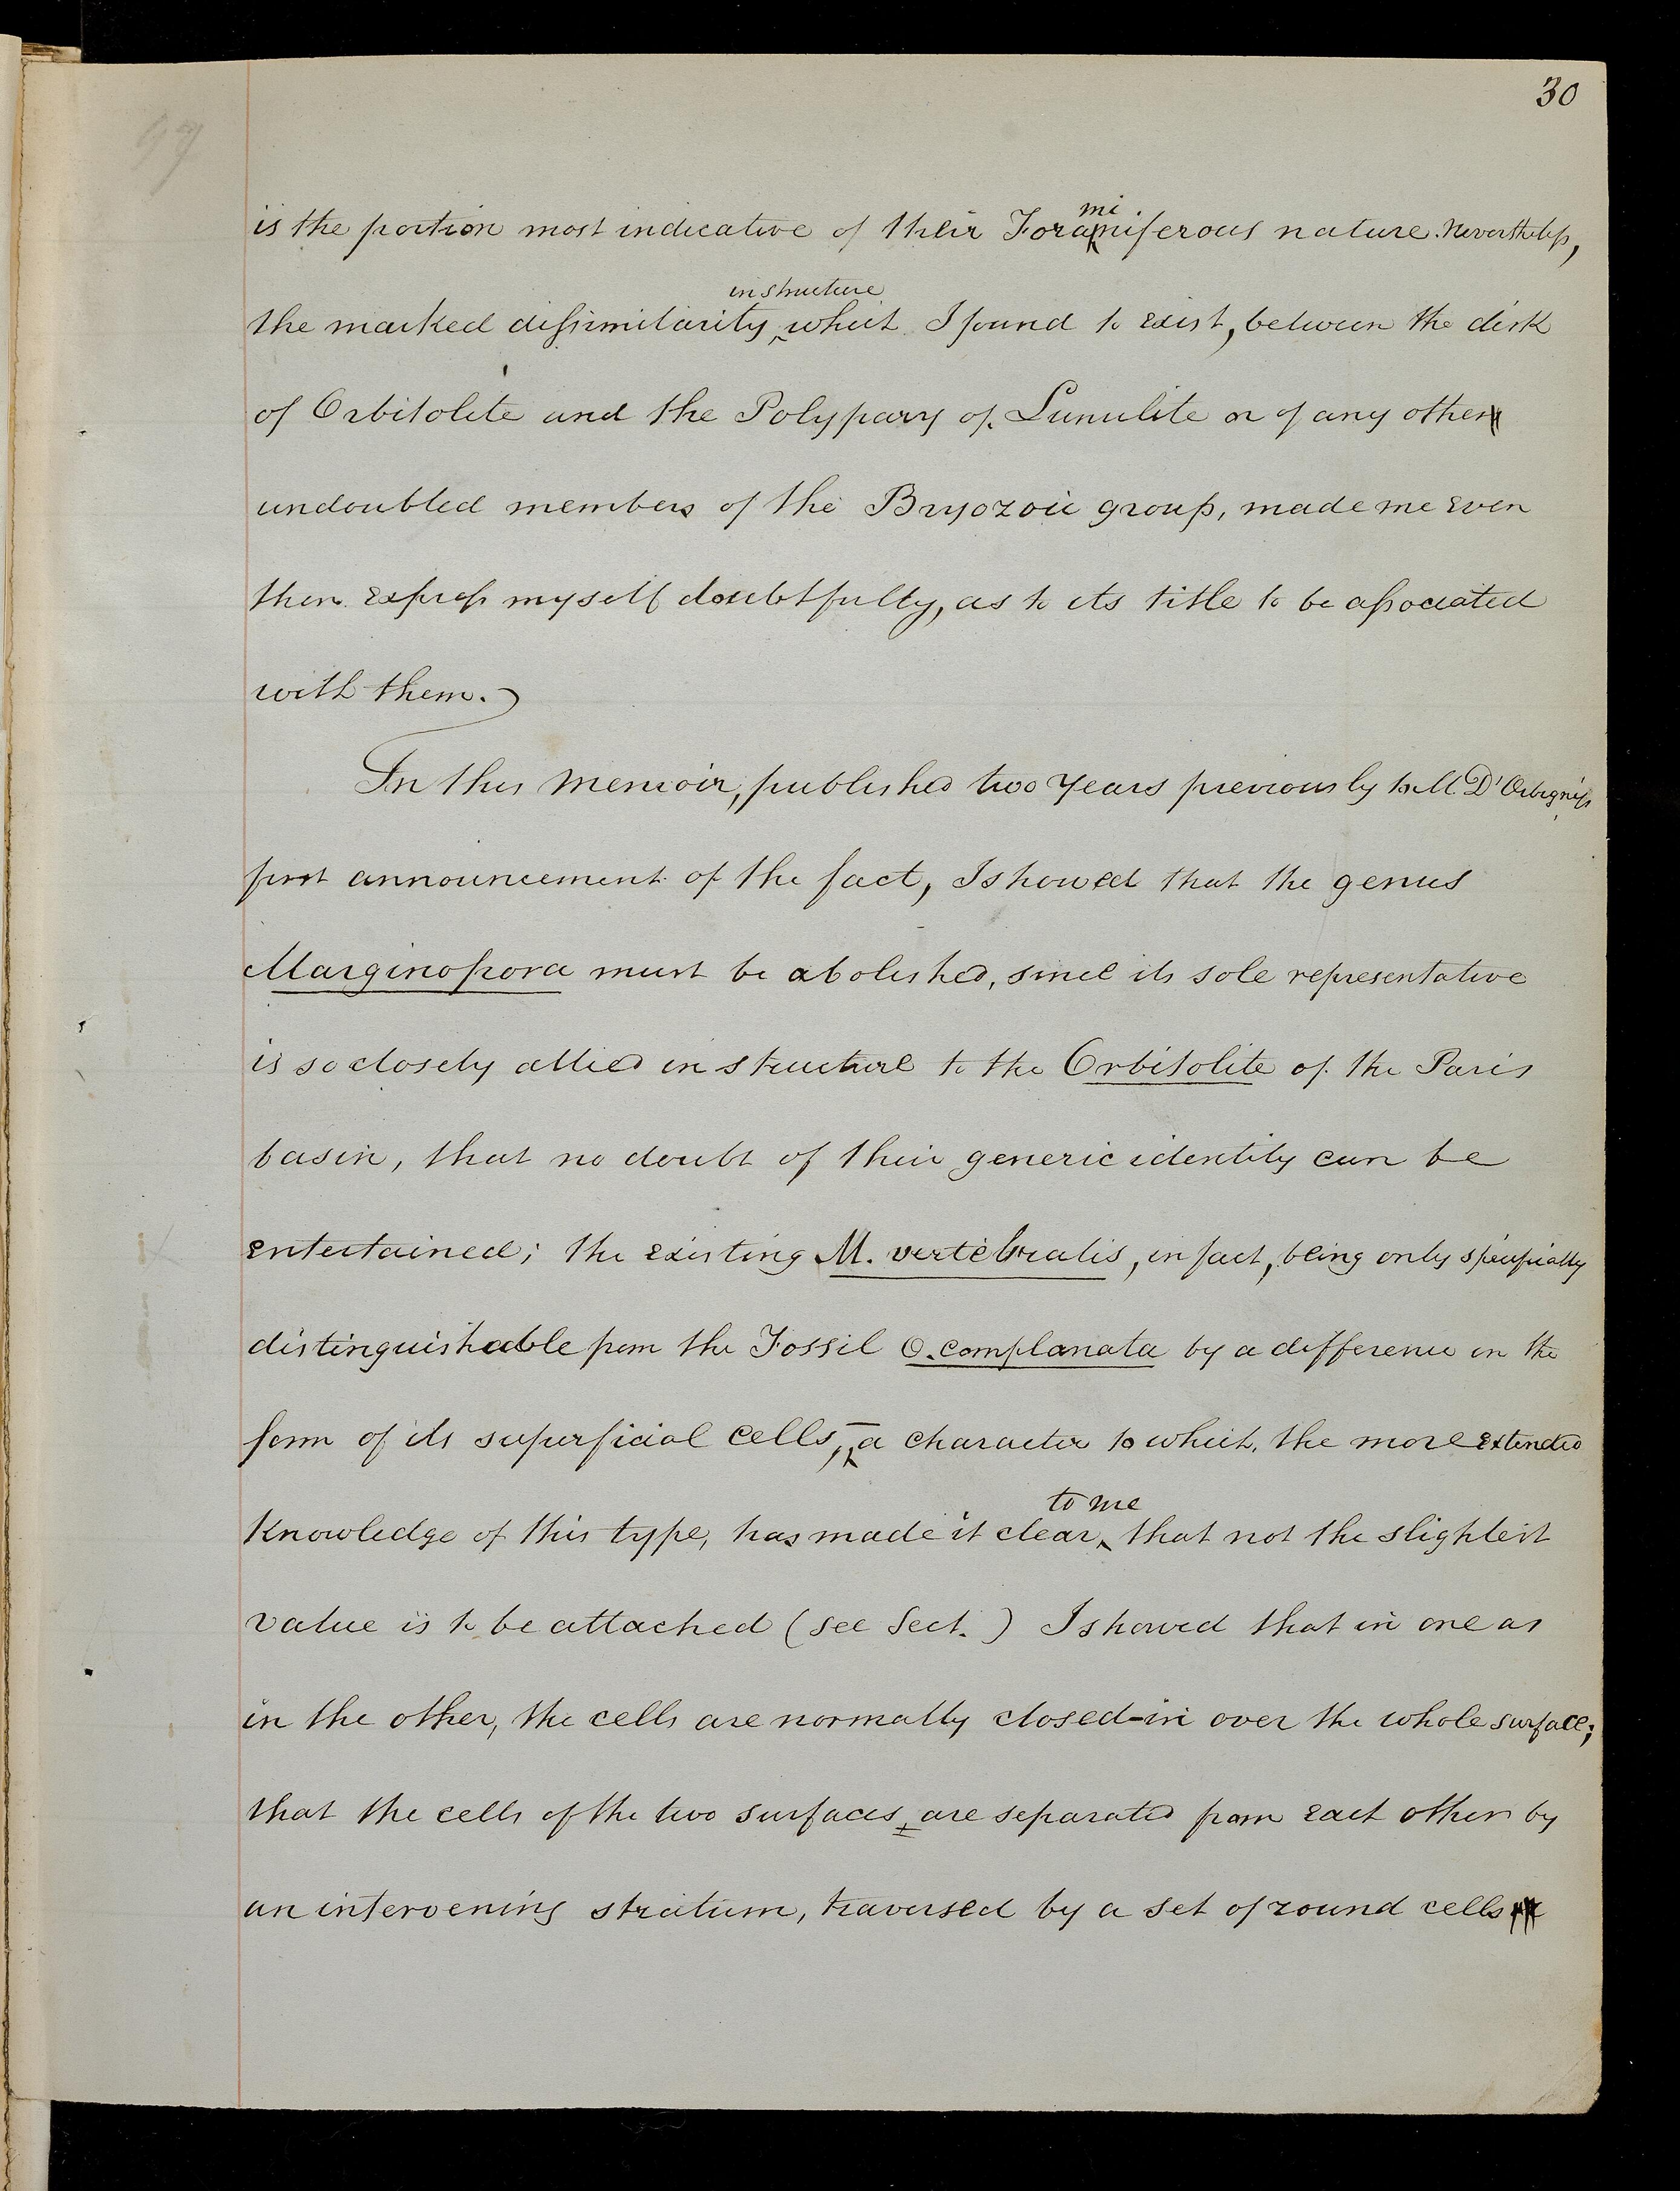 30
97
is the portion most indicative of their Foraminiferous nature. Nevertheless,
the marked dissimilarity in structure which I found to exist, between the disk
of Orbitolite and the Polypary of Lunulite or of any other
undoubted members of the Bryozoic group, made me even
then express myself doubtfully, as to its title to be associated
with them.
In this Memoir, published two years previously to M. D'Orbigny's
first announcement of the fact, I showed that the genus
Marginopora must be abolished, since its sole representative
is so closely allied in structure to the Orbitolite of the Paris
basin, that no doubt of their generic identity can be
entertained; the existing M. vertebralis, in fact, being only specifically
distinguishable from the Fossil O. complanata by a difference in the
form of its superficial cells, – a character to which, the more extended
Knowledge of this type, has made it clear to me that not the slightest
value is to be attached (see Sect. ) I showed that in one as
in the other, the cells are normally closed-in over the whole surface;
that the cells of the two surfaces, are separated from each other by
an intervening stratum, traversed by a set of round cells